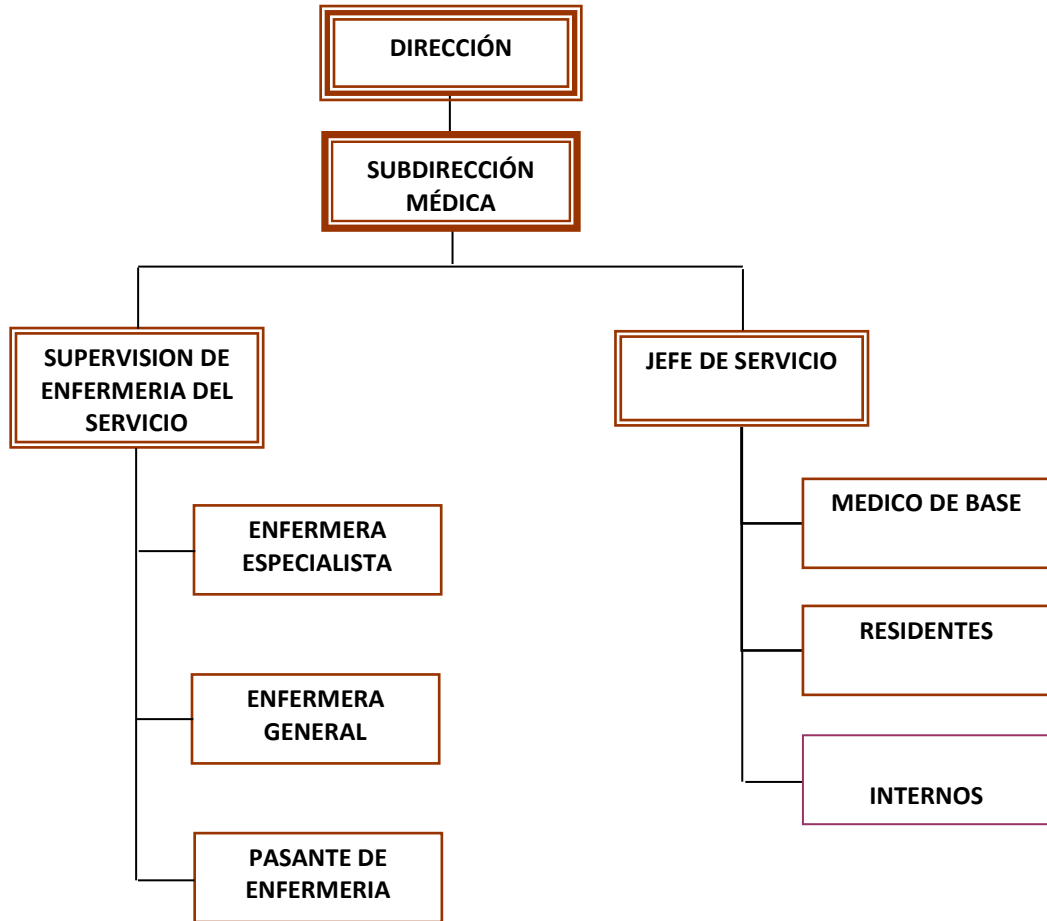 DIRECCIÓN
SUBDIRECCIÓN
MÉDICA
SUPERVISION DE
ENFERMERIA DEL
SERVICIO
ENFERMERA
ESPECIALISTA
ENFERMERA
GENERAL
PASANTE DE
ENFERMERIA
JEFE DE SERVICIO
MEDICO DE BASE
RESIDENTES
INTERNOS